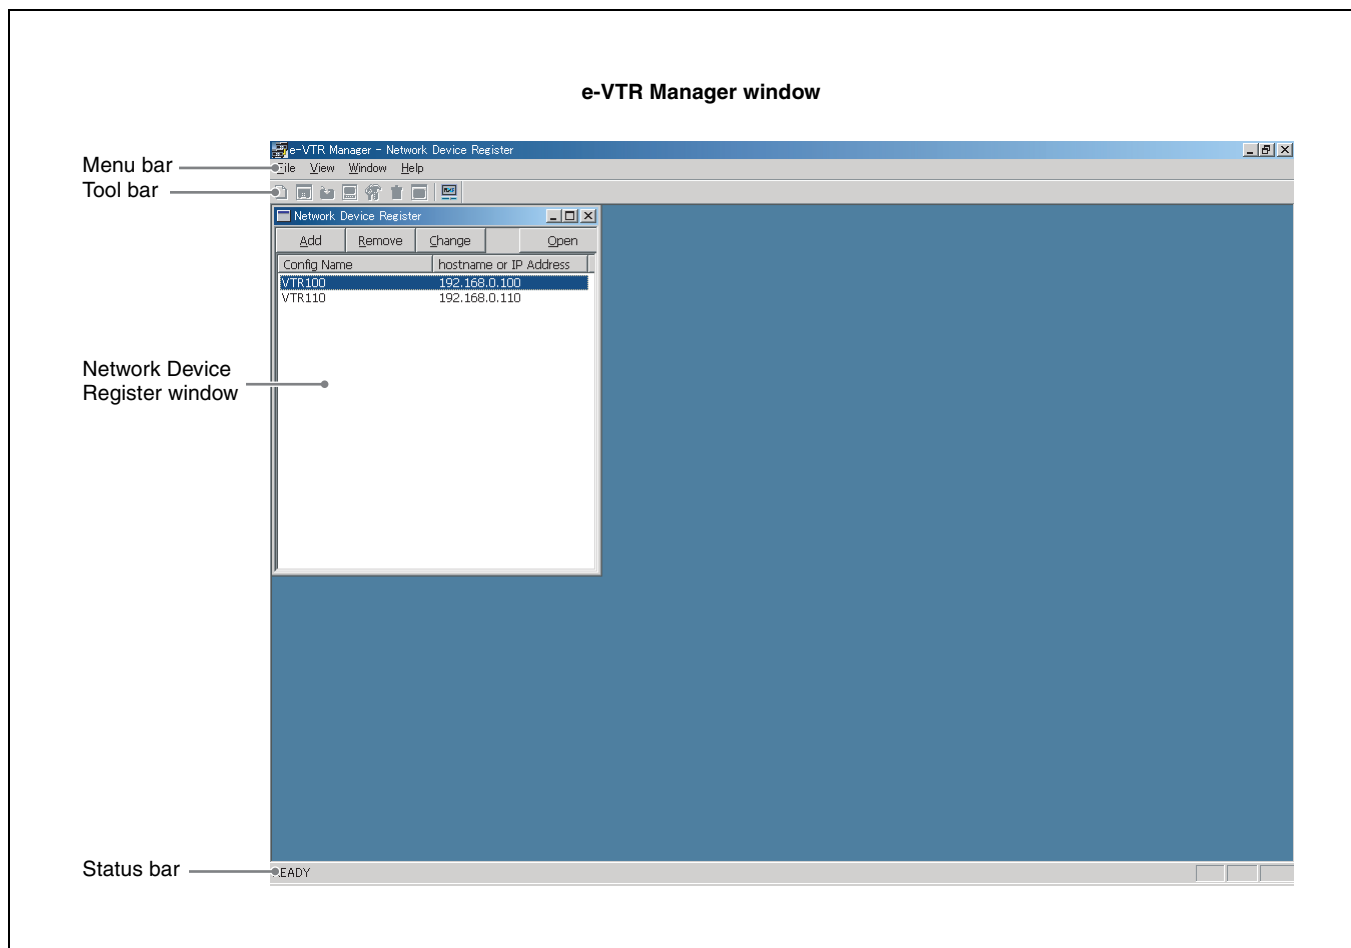 e-VTR Manager window
e-VTR Manager - Network Device Register
Menu bar
File View Window Help
Tool bar
Network Device Register
Add Remove Change Open
Config Name hostname or IP Address
VTR100 192.168.0.100
VTR110 192.168.0.110
Network Device
Register window
Status bar
READY